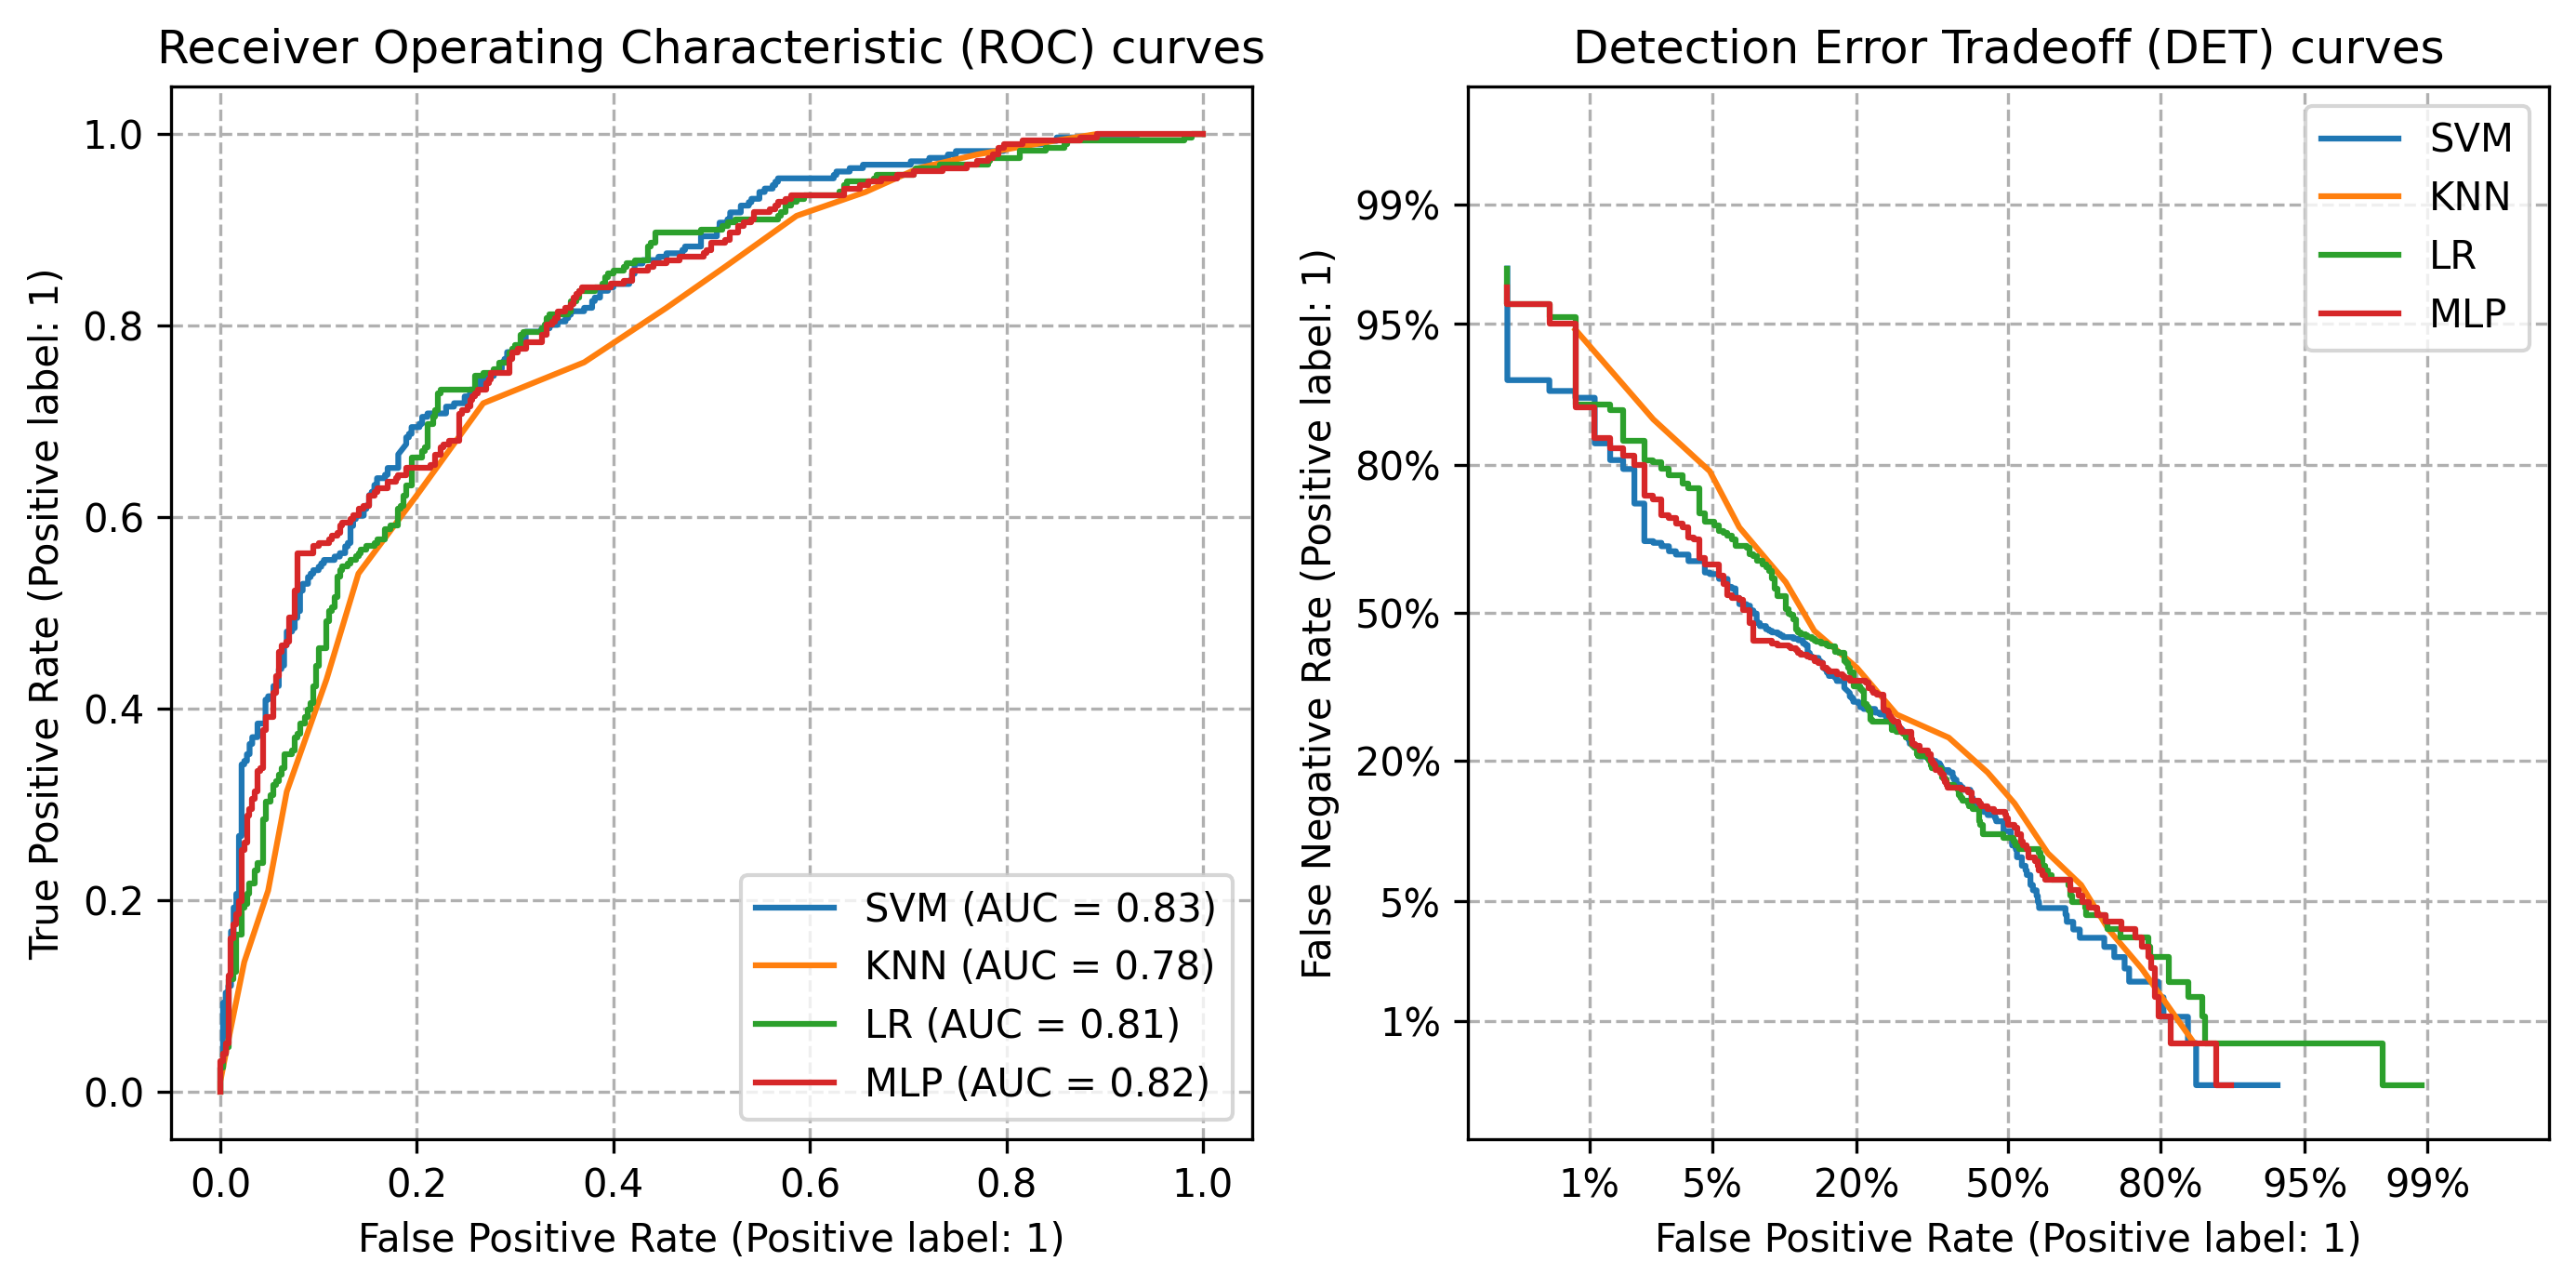 Receiver Operating Characteristic (ROC) curves
True Positive Rate (Positive label: 1)
1.0
0.8
0.6
0.4
0.2
0.0
SVM (AUC = 0.83)
KNN (AUC = 0.78)
LR (AUC = 0.81)
MLP (AUC = 0.82)
0.0 0.2 0.4 0.6 0.8 1.0
False Positive Rate (Positive label: 1)
Detection Error Tradeoff (DET) curves
False Negative Rate (Positive label: 1)
99%
95%
80%
50%
20%
5%
1%
SVM
KNN
LR
MLP
1% 5% 20% 50% 80% 95% 99%
False Positive Rate (Positive label: 1)